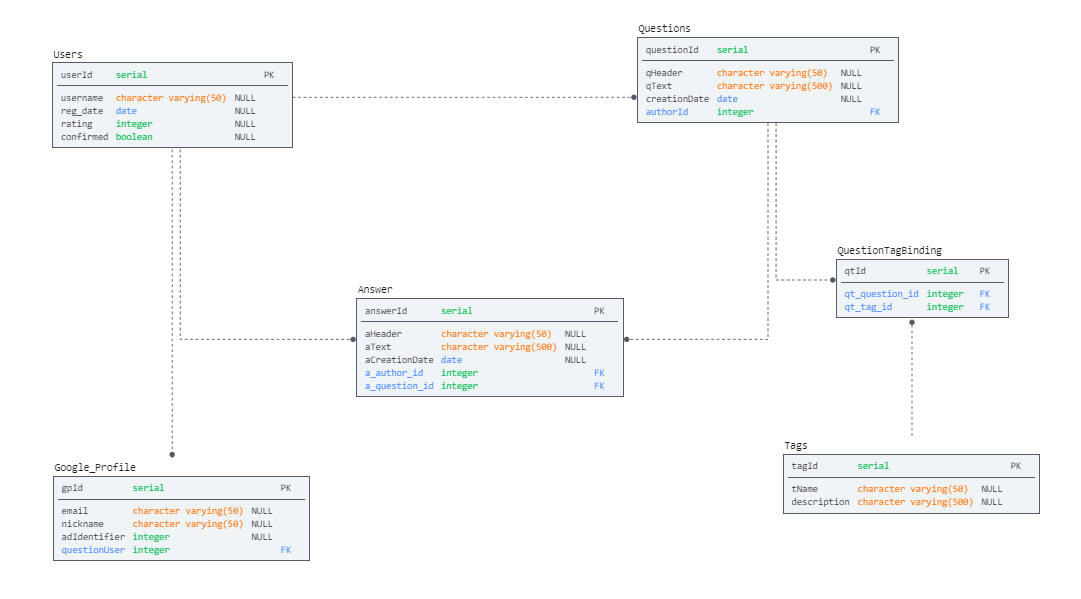 Users
userId serial PK
username character varying(50) NULL
reg_date date NULL
rating integer NULL
confirmed boolean NULL
Questions
questionId serial PK
qHeader character varying(50) NULL
qText character varying(500) NULL
creationDate date NULL
authorId integer FK
QuestionTagBinding
qtId serial PK
qt_question_id integer FK
qt_tag_id integer FK
Answer
answerId serial PK
aHeader character varying(50) NULL
aText character varying(500) NULL
aCreationDate date NULL
a_author_id integer FK
a_question_id integer FK
Tags
tagId serial PK
tName character varying(50) NULL
description character varying(500) NULL
Google_Profile
gpId serial PK
email character varying(50) NULL
nickname character varying(50) NULL
adIdentifier integer NULL
questionUser integer FK